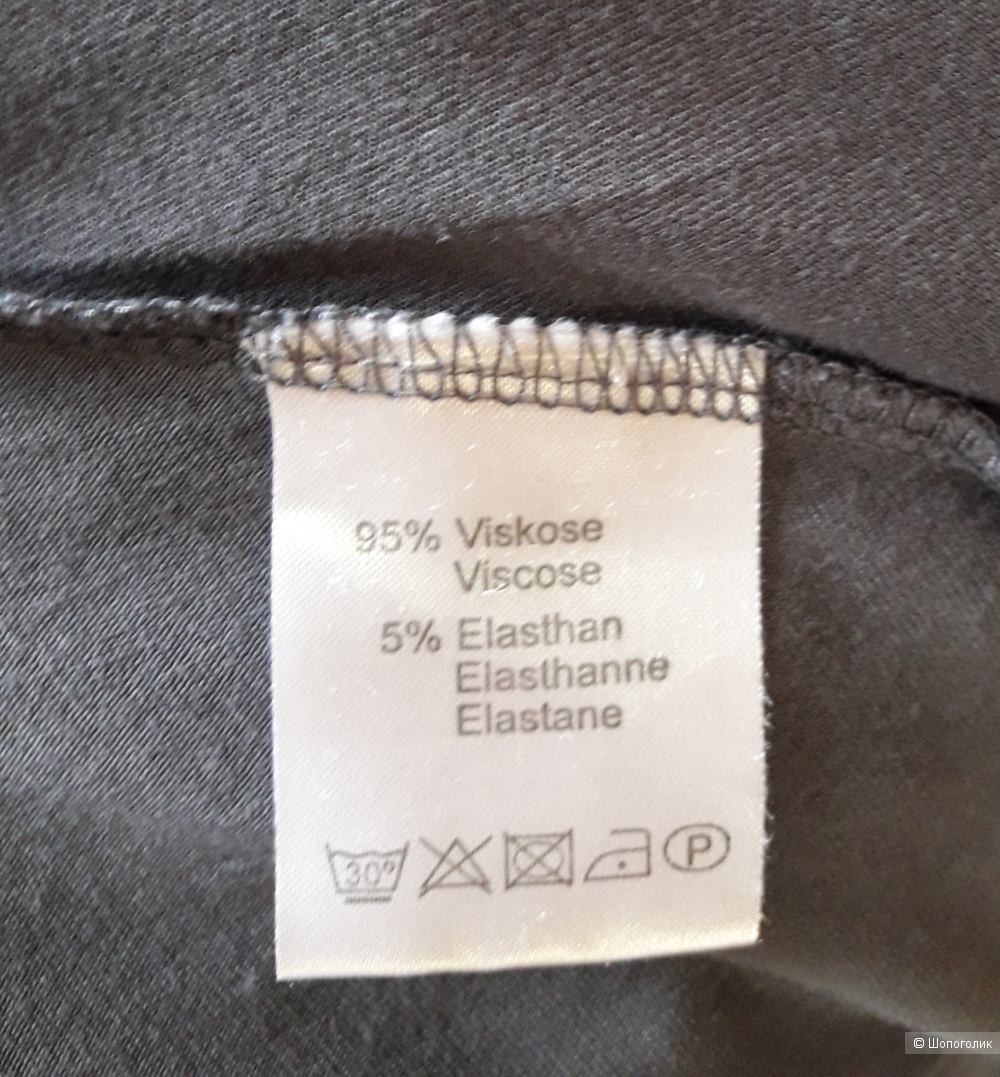 95% Viskose
Viscose
5% Elasthan
Elasthanne
Elastane
30° P
© Шопоголик